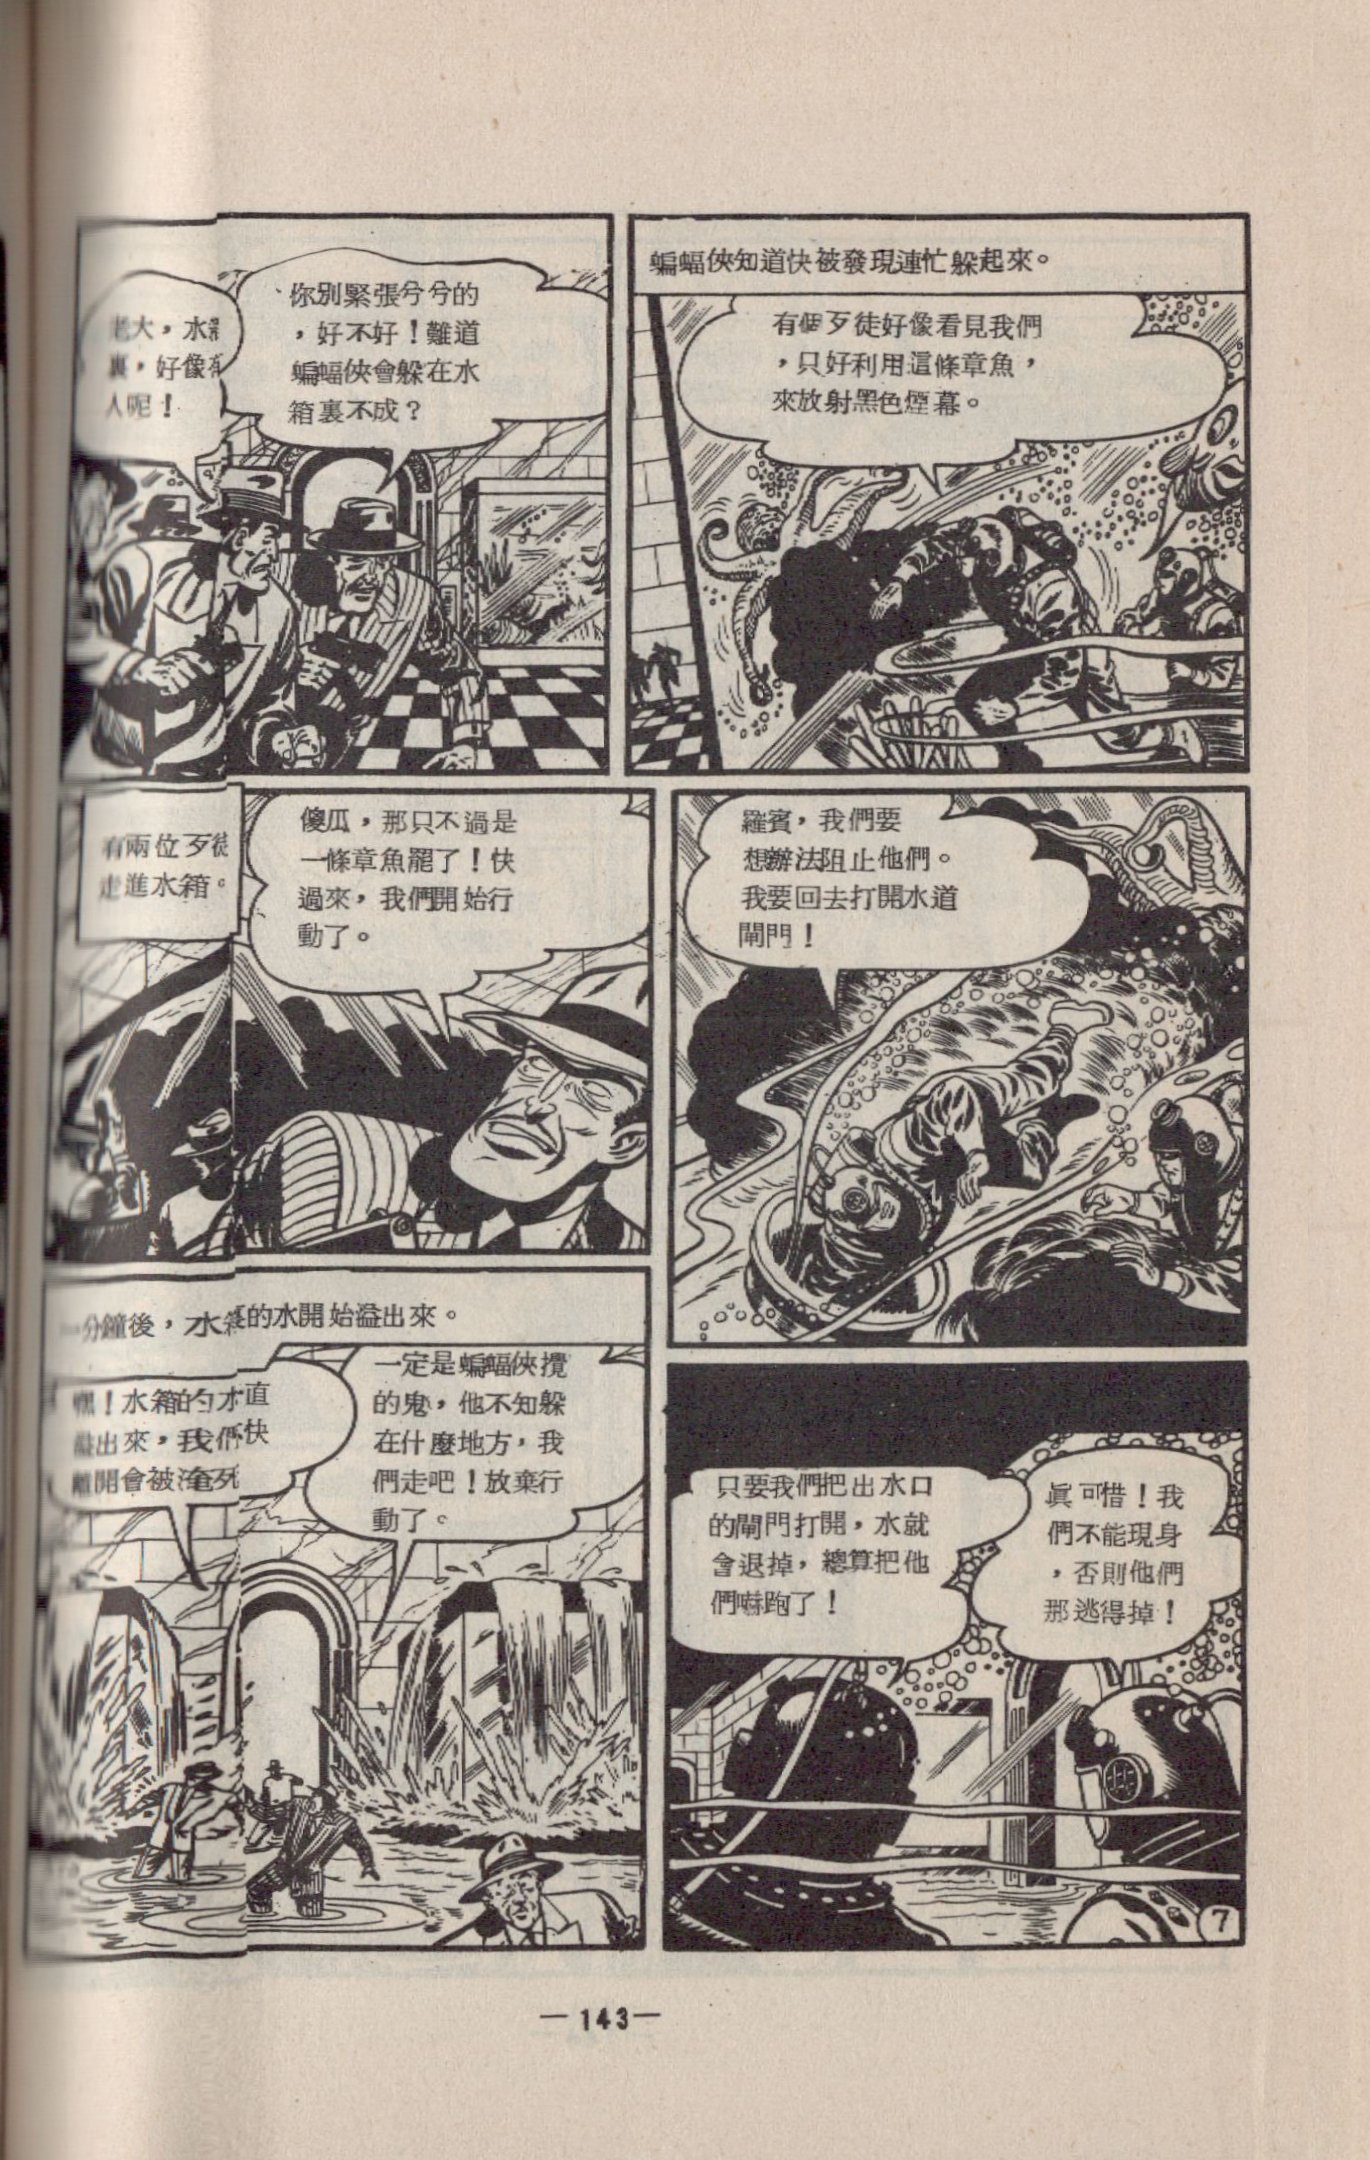 老大，水箱
裏，好像有
人呢！
你別緊張兮兮的
，好不好！難道
蝙蝠俠會躲在水
箱裏不成？
蝙蝠俠知道快被發現連忙躲起來。
有個歹徒好像看見我們
，只好利用這條章魚，
來放射黑色煙幕。
有兩位歹徒
走進水箱。
傻瓜，那只不過是
一條章魚罷了！快
過來，我們開始行
動了。
羅賓，我們要
想辦法阻止他們。
我要回去打開水道
閘門！
一分鐘後，水箱的水開始溢出來。
嘿！水箱的水直
溢出來，我們快
離開會被淹死
一定是蝙蝠俠攪
的鬼，他不知躲
在什麼地方，我
們走吧！放棄行
動了。
只要我們把出水口
的閘門打開，水就
會退掉，總算把他
們嚇跑了！
眞可惜！我
們不能現身
，否則他們
那逃得掉！
7
—143—